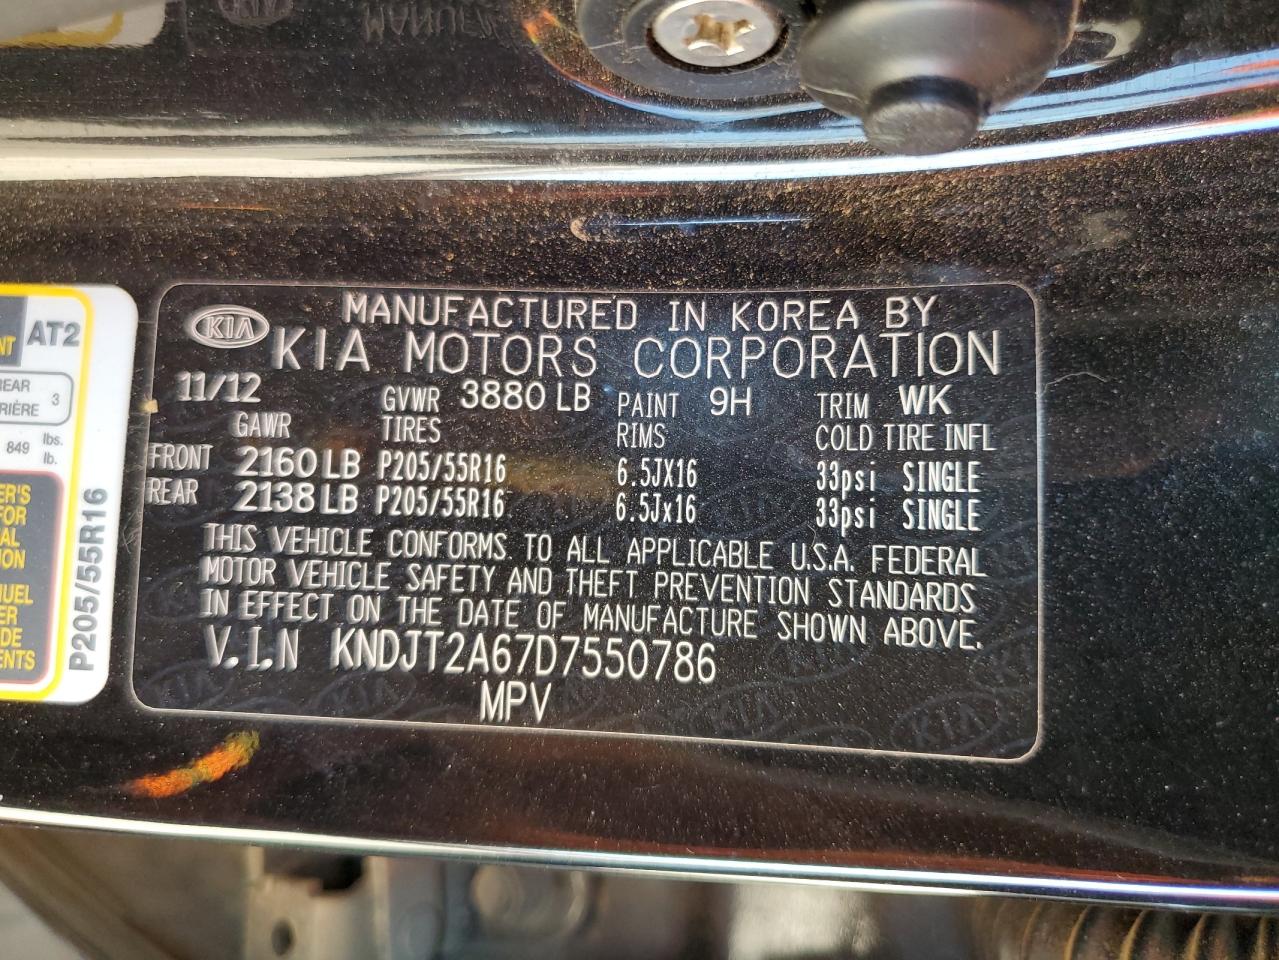 KIA
MANUFACTURED IN KOREA BY
KIA MOTORS CORPORATION
11/12 GVWR 3880 LB PAINT 9H TRIM WK
GAWR TIRES RIMS COLD TIRE INFL
FRONT 2160 LB P205/55R16 6.5JX16 33psi SINGLE
REAR 2138 LB P205/55R16 6.5Jx16 33psi SINGLE
THIS VEHICLE CONFORMS TO ALL APPLICABLE U.S.A. FEDERAL
MOTOR VEHICLE SAFETY AND THEFT PREVENTION STANDARDS
IN EFFECT ON THE DATE OF MANUFACTURE SHOWN ABOVE.
V.I.N KNDJT2A67D7550786
MPV
AT2
3
849 lbs.
lb.
P205/55R16